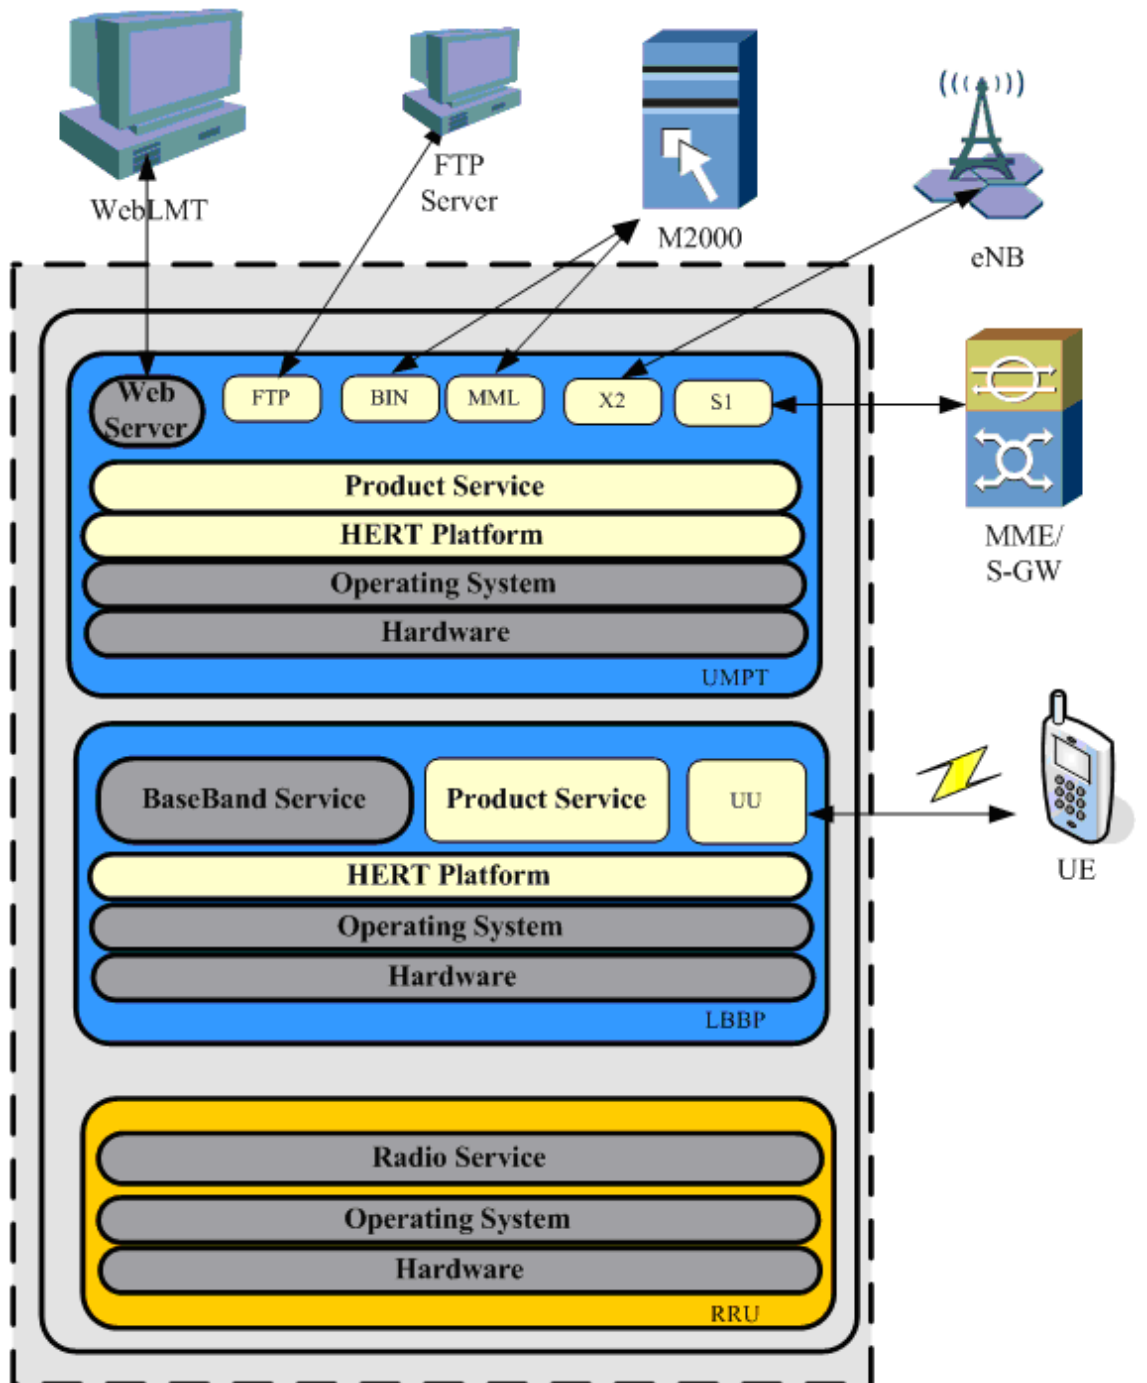 WebLMT
FTP
Server
M2000
eNB
Web
Server
FTP
BIN
MML
X2
S1
Product Service
HERT Platform
Operating System
Hardware
UMPT
MME/
S-GW
BaseBand Service
Product Service
UU
HERT Platform
Operating System
Hardware
LBBP
UE
Radio Service
Operating System
Hardware
RRU